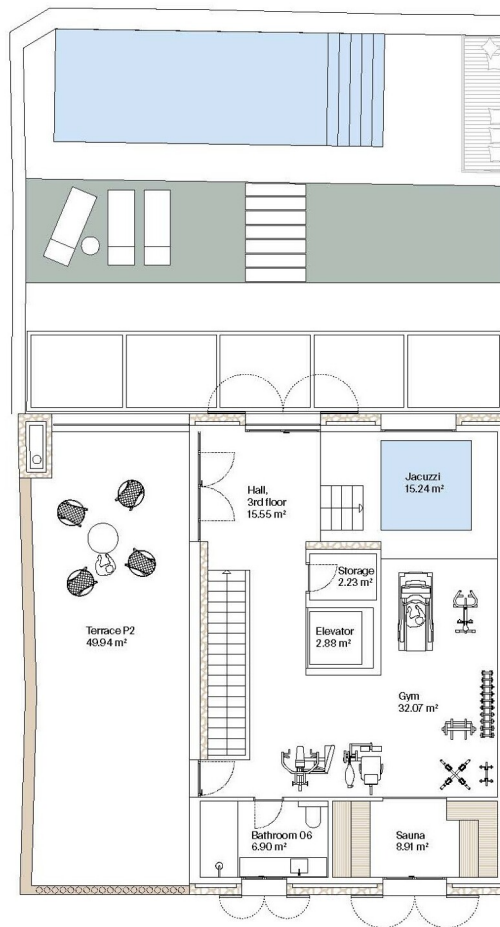 Jacuzzi
15.24 m²
Hall,
3rd floor
15.55 m²
Storage
2.23 m²
Elevator
2.88 m²
Terrace P2
49.94 m²
Gym
32.07 m²
Bathroom 06
6.90 m²
Sauna
8.91 m²